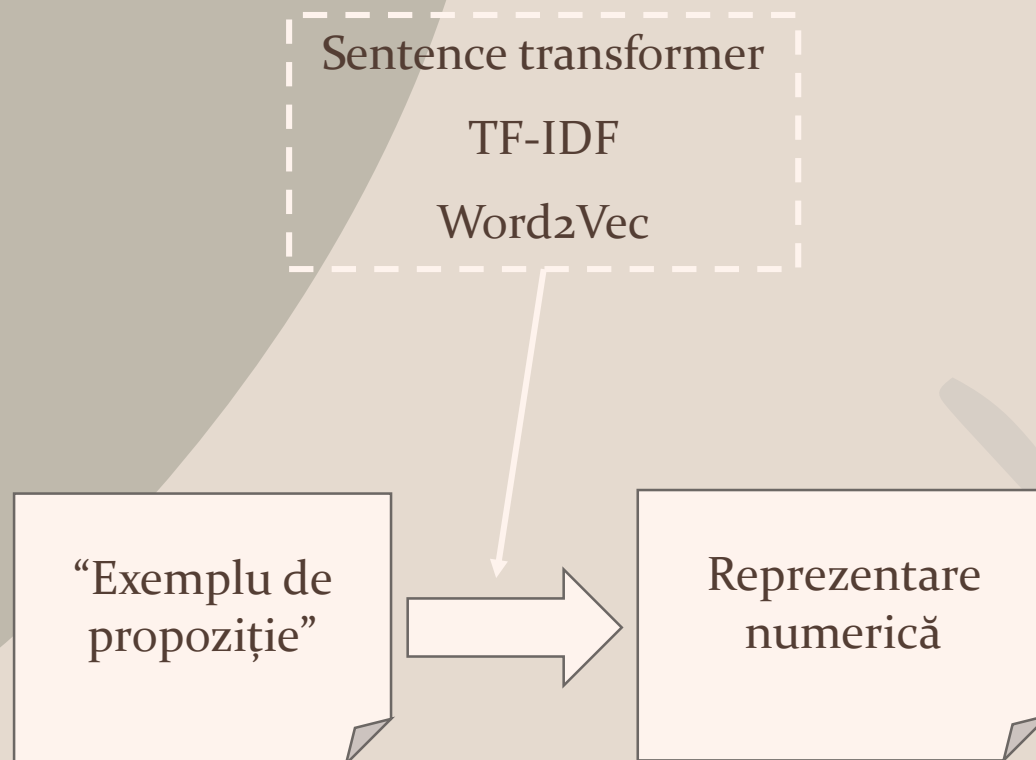 Sentence transformer
TF-IDF
Word2Vec
“Exemplu de
propoziție”
Reprezentare
numerică